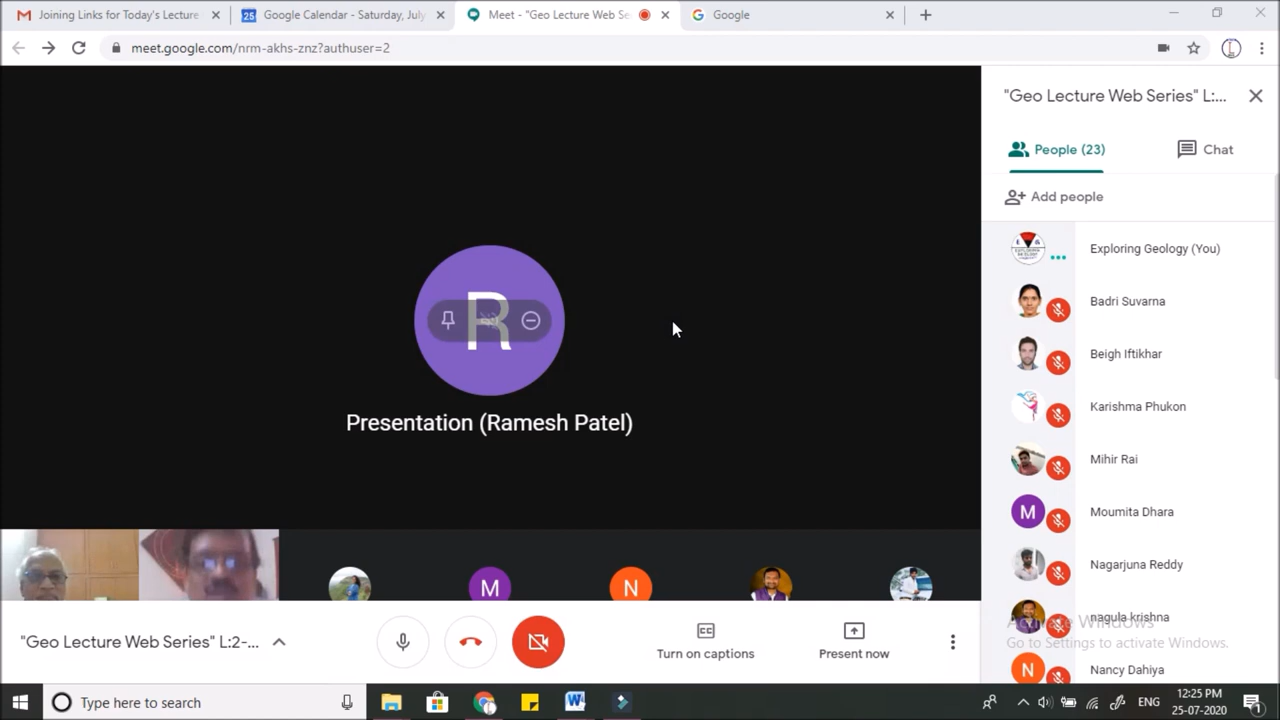 Joining Links for Today's Lecture
Google Calendar - Saturday, July
Meet - "Geo Lecture Web Se
Google
meet.google.com/nrm-akhs-znz?authuser=2
"Geo Lecture Web Series" L:...
People (23)
Chat
Add people
Exploring Geology (You)
Badri Suvarna
Beigh Iftikhar
Karishma Phukon
Mihir Rai
M
Moumita Dhara
Nagarjuna Reddy
nagula krishna
N
Nancy Dahiya
R
Presentation (Ramesh Patel)
M
N
Activate Windows
Go to Settings to activate Windows.
"Geo Lecture Web Series" L:2-...
Turn on captions
Present now
Type here to search
ENG
12:25 PM
25-07-2020